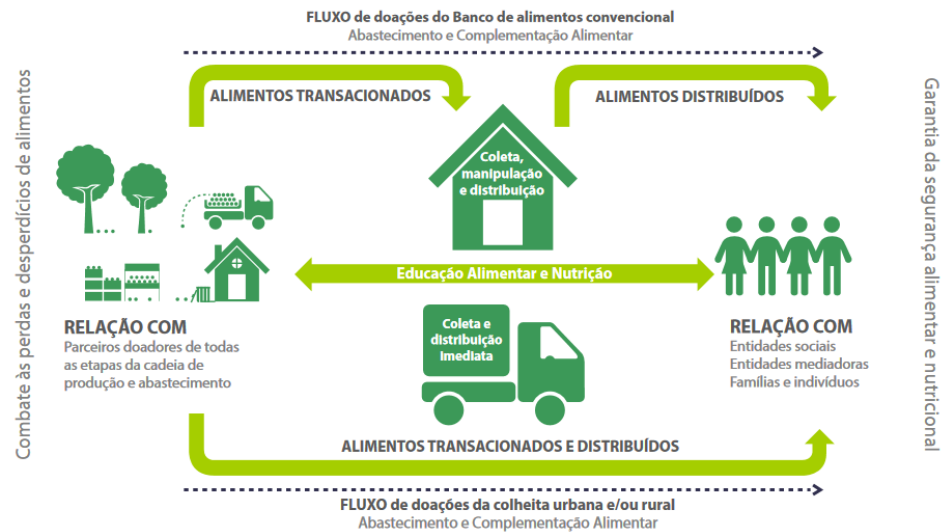 FLUXO de doações do Banco de alimentos convencional
Abastecimento e Complementação Alimentar
Combate às perdas e desperdícios de alimentos
ALIMENTOS TRANSACIONADOS
ALIMENTOS DISTRIBUÍDOS
Garantia da segurança alimentar e nutricional
Coleta,
manipulação
e distribuição
Educação Alimentar e Nutrição
RELAÇÃO COM
Parceiros doadores de todas
as etapas da cadeia de
produção e abastecimento
Coleta e
distribuição
Imediata
RELAÇÃO COM
Entidades sociais
Entidades mediadoras
Famílias e indivíduos
ALIMENTOS TRANSACIONADOS E DISTRIBUÍDOS
FLUXO de doações da colheita urbana e/ou rural
Abastecimento e Complementação Alimentar